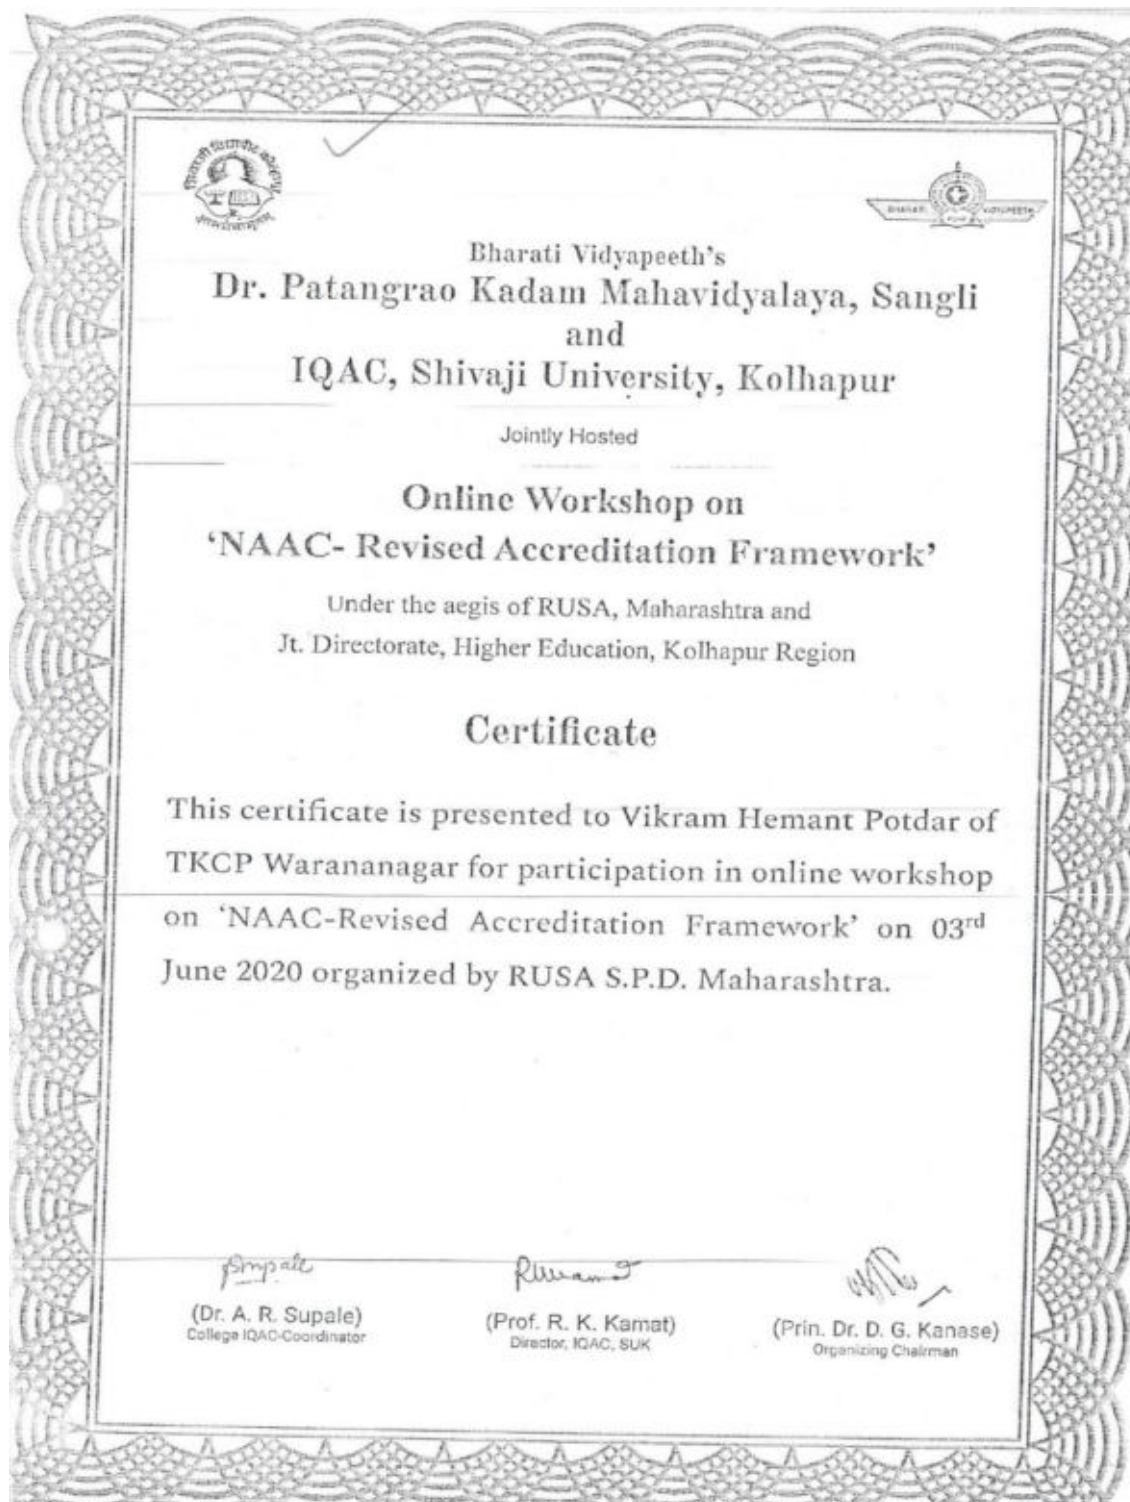 शिवाजी विद्यापीठ कोल्हापूर
BHARATI VIDYAPEETH
Bharati Vidyapeeth's
Dr. Patangrao Kadam Mahavidyalaya, Sangli
and
IQAC, Shivaji University, Kolhapur
Jointly Hosted
Online Workshop on
‘NAAC- Revised Accreditation Framework’
Under the aegis of RUSA, Maharashtra and
Jt. Directorate, Higher Education, Kolhapur Region
Certificate
This certificate is presented to Vikram Hemant Potdar of
TKCP Warananagar for participation in online workshop
on ‘NAAC-Revised Accreditation Framework’ on 03rd
June 2020 organized by RUSA S.P.D. Maharashtra.
(Dr. A. R. Supale)
College IQAC-Coordinator
(Prof. R. K. Kamat)
Director, IQAC, SUK
(Prin. Dr. D. G. Kanase)
Organizing Chairman